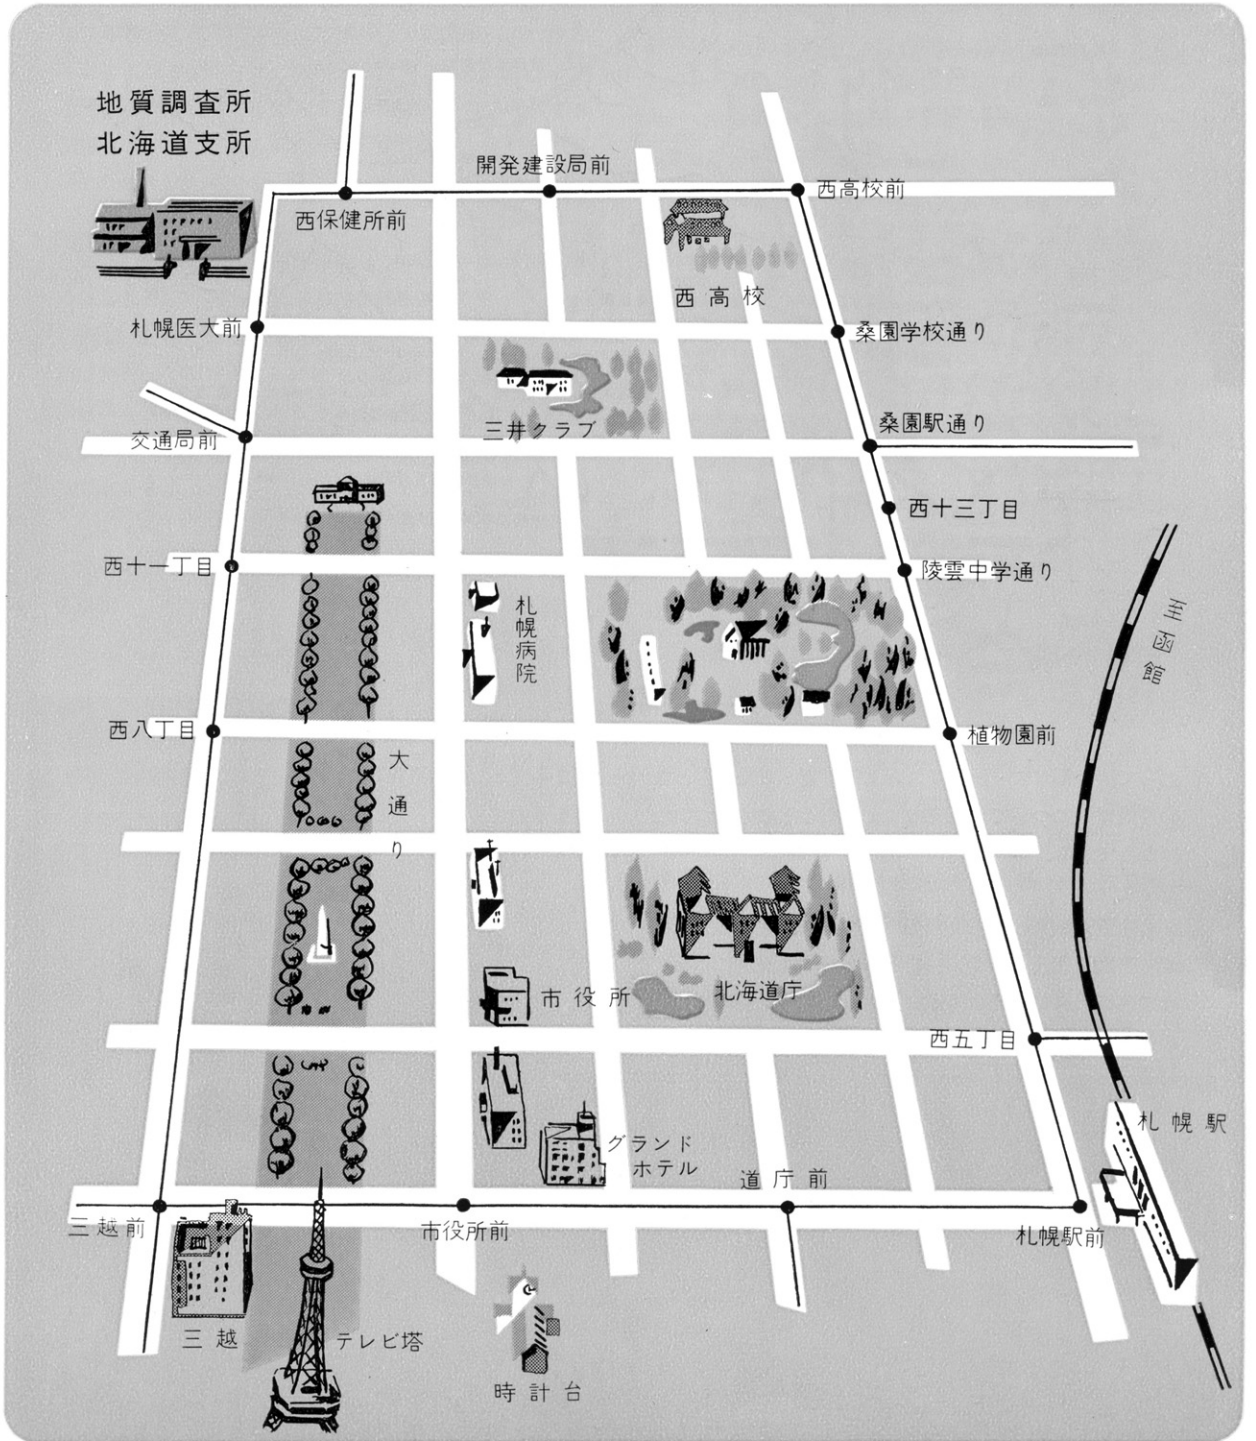 地質調査所
北海道支所
開発建設局前
西高校前
西保健所前
西高校
札幌医大前
桑園学校通り
三井クラブ
桑園駅通り
交通局前
西十三丁目
西十一丁目
陵雲中学通り
札幌病院
至函館
西八丁目
植物園前
大通り
市役所
北海道庁
西五丁目
札幌駅
グランド
ホテル
道庁前
三越前
市役所前
札幌駅前
三越
テレビ塔
時計台